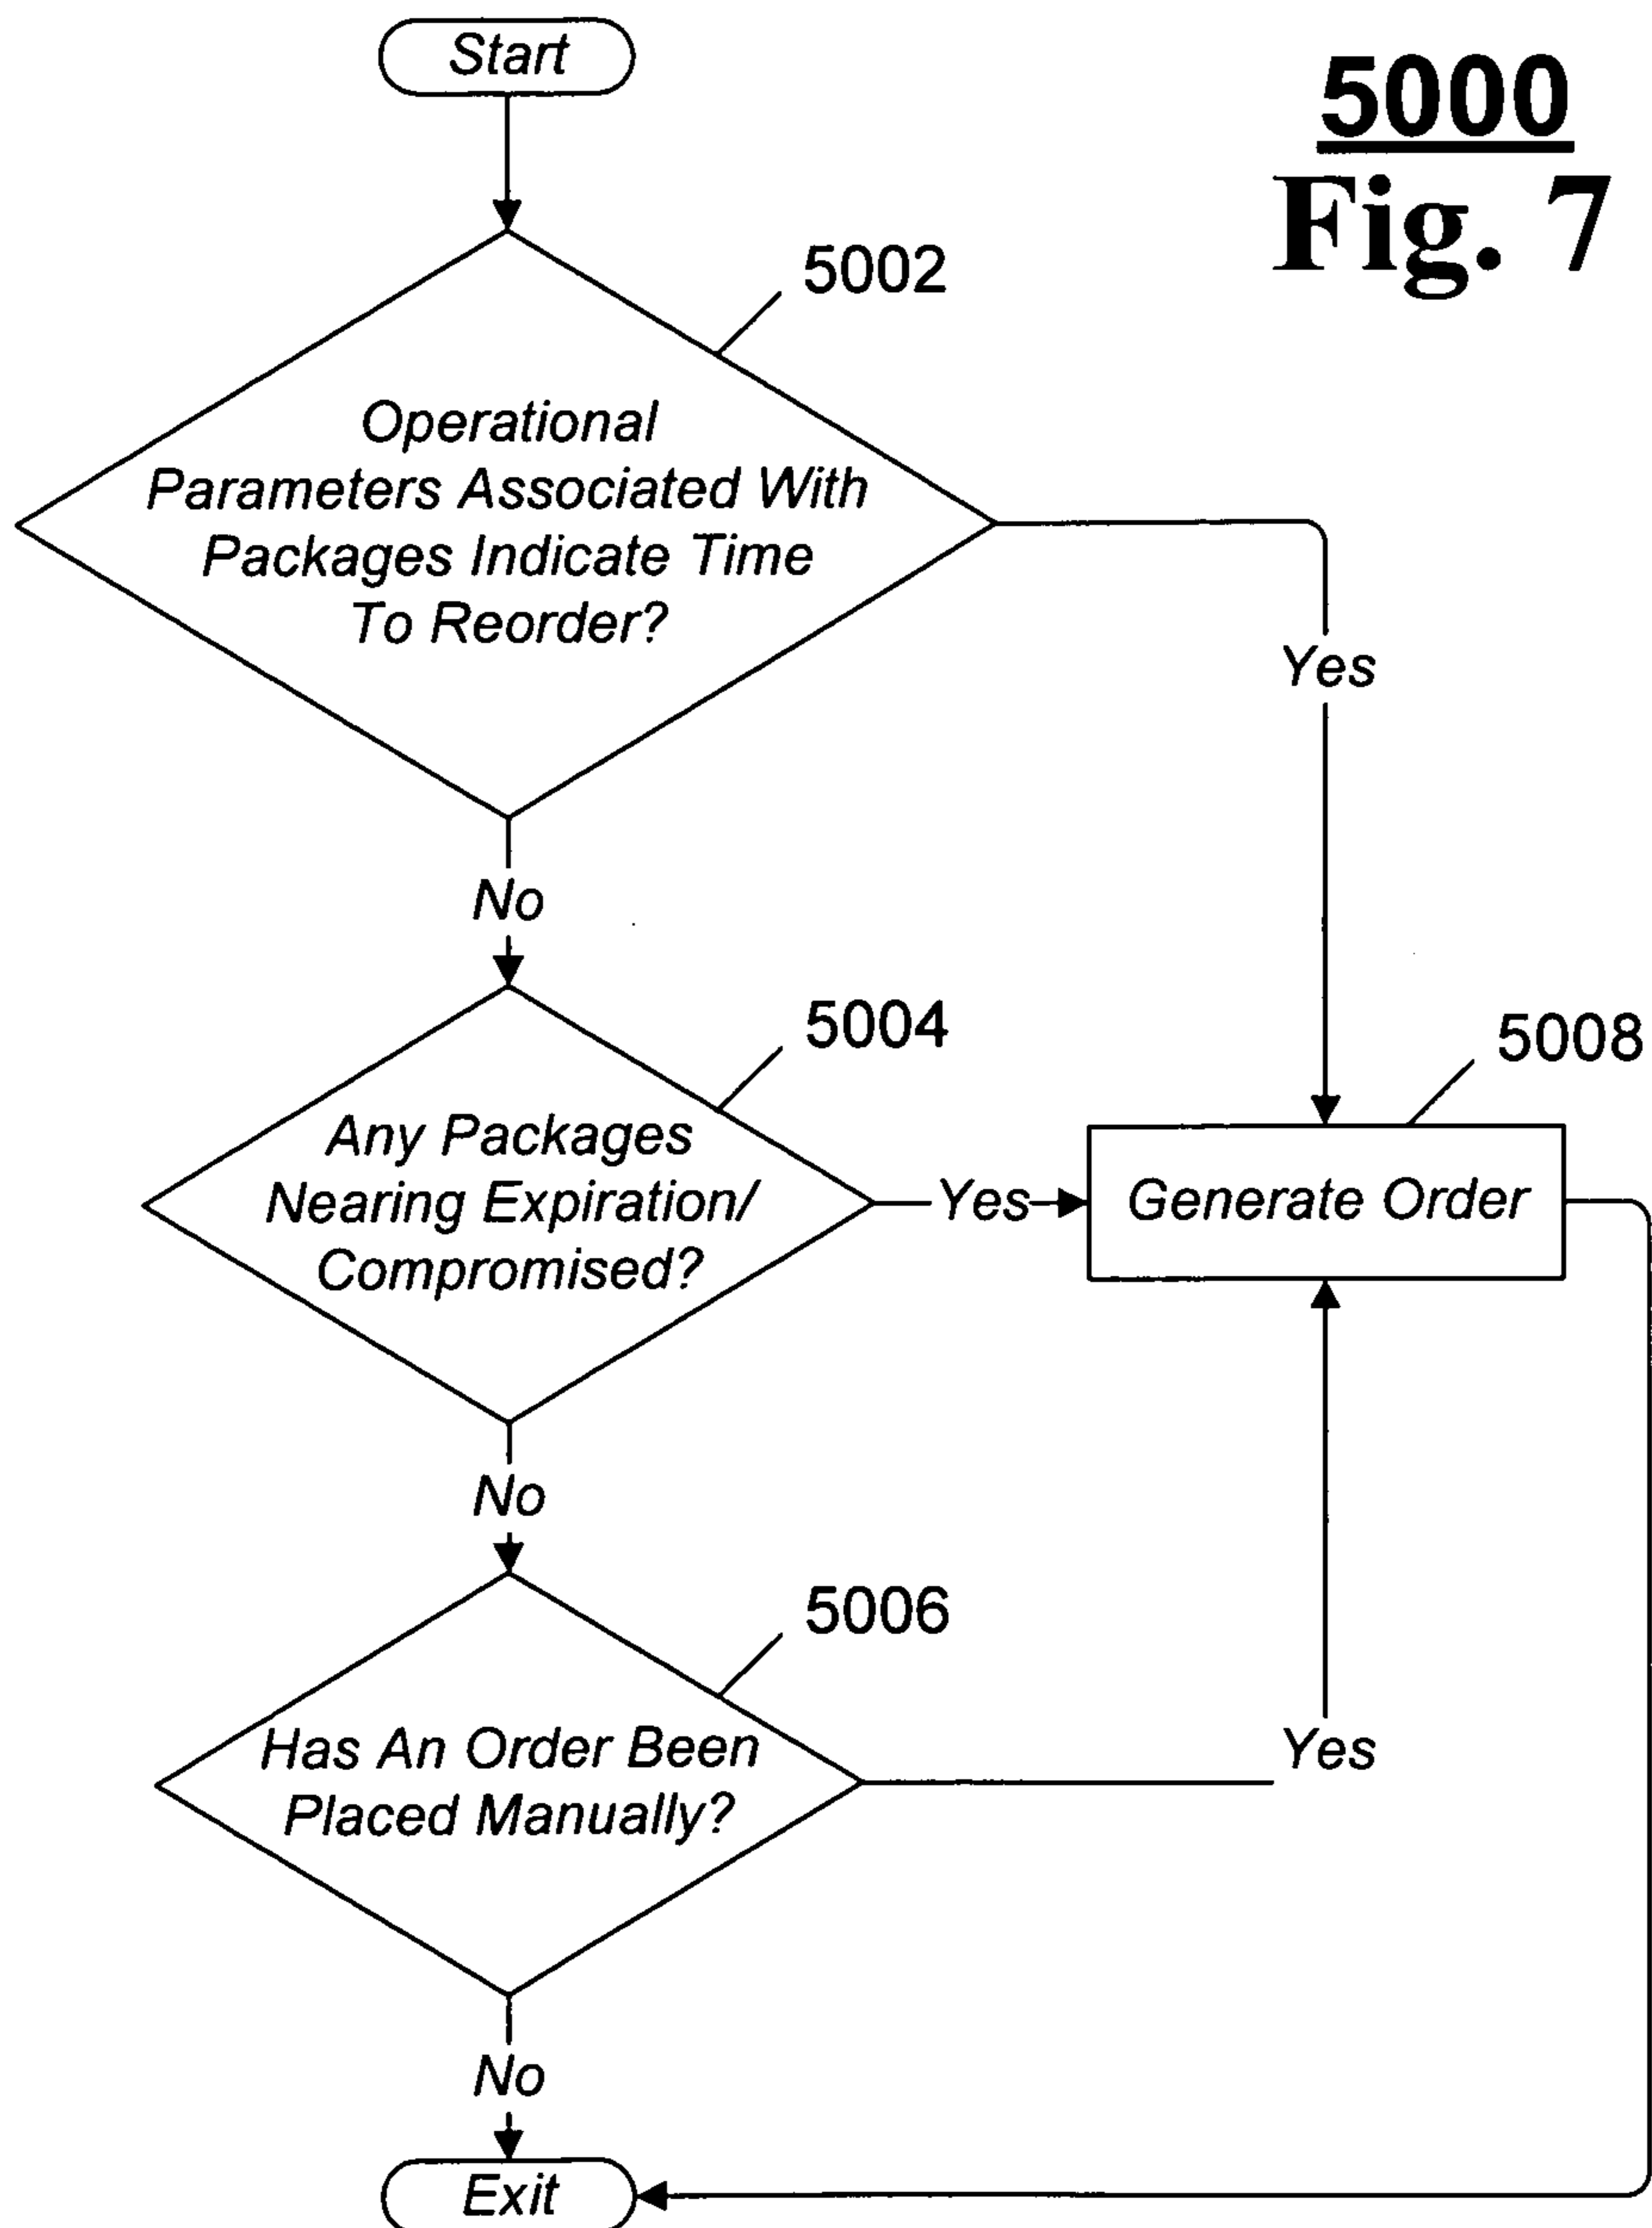 Start
5000
Fig. 7
5002
Operational
Parameters Associated With
Packages Indicate Time
To Reorder?
Yes
No
5004
5008
Any Packages
Nearing Expiration/
Compromised?
Yes
Generate Order
No
5006
Has An Order Been
Placed Manually?
Yes
No
Exit